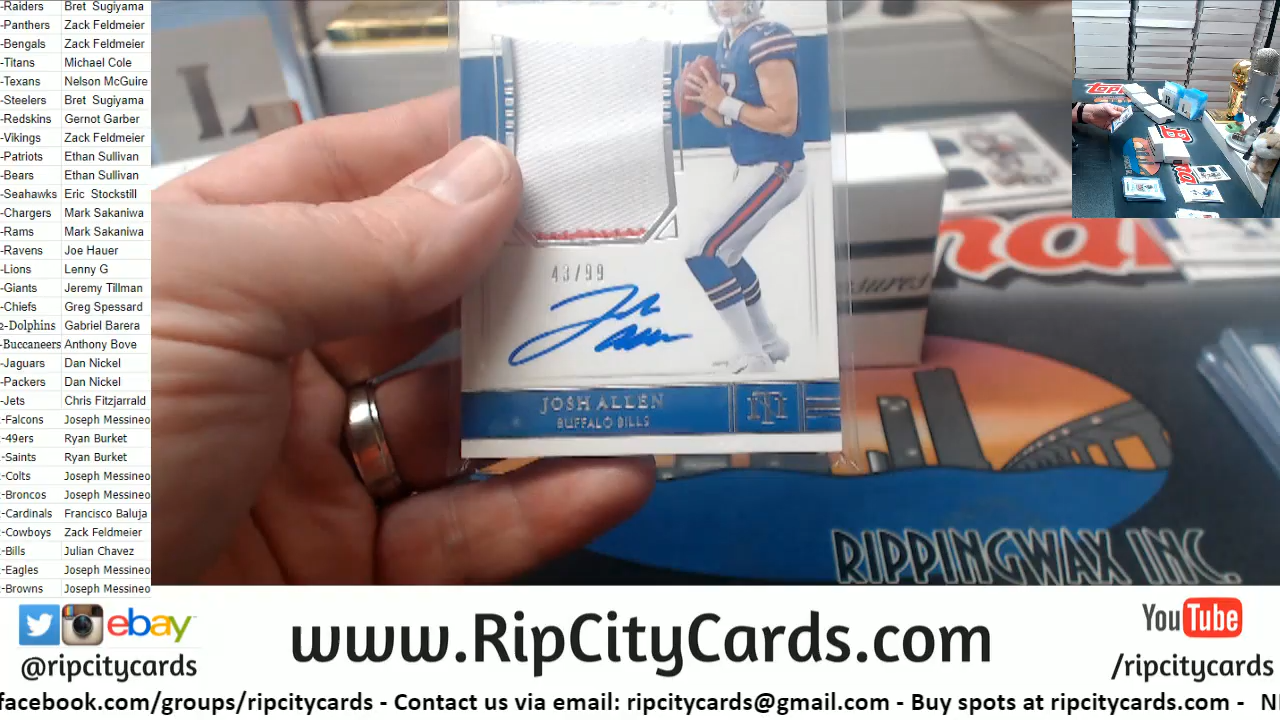 -Raiders Bret Sugiyama
-Panthers Zack Feldmeier
-Bengals Zack Feldmeier
-Titans Michael Cole
-Texans Nelson McGuire
-Steelers Bret Sugiyama
-Redskins Gernot Garber
-Vikings Zack Feldmeier
-Patriots Ethan Sullivan
-Bears Ethan Sullivan
-Seahawks Eric Stockstill
-Chargers Mark Sakaniwa
-Rams Mark Sakaniwa
-Ravens Joe Hauer
-Lions Lenny G
-Giants Jeremy Tillman
-Chiefs Greg Spessard
2-Dolphins Gabriel Barera
-Buccaneers Anthony Bove
-Jaguars Dan Nickel
-Packers Dan Nickel
-Jets Chris Fitzjarrald
-Falcons Joseph Messineo
-49ers Ryan Burket
-Saints Ryan Burket
-Colts Joseph Messineo
-Broncos Joseph Messineo
-Cardinals Francisco Baluja
-Cowboys Zack Feldmeier
-Bills Julian Chavez
-Eagles Joseph Messineo
-Browns Joseph Messineo
43/99
JOSH ALLEN
BUFFALO BILLS
NT
RIPPINGWAX INC.
ebay
@ripcitycards
www.RipCityCards.com
YouTube
/ripcitycards
facebook.com/groups/ripcitycards - Contact us via email: ripcitycards@gmail.com - Buy spots at ripcitycards.com -